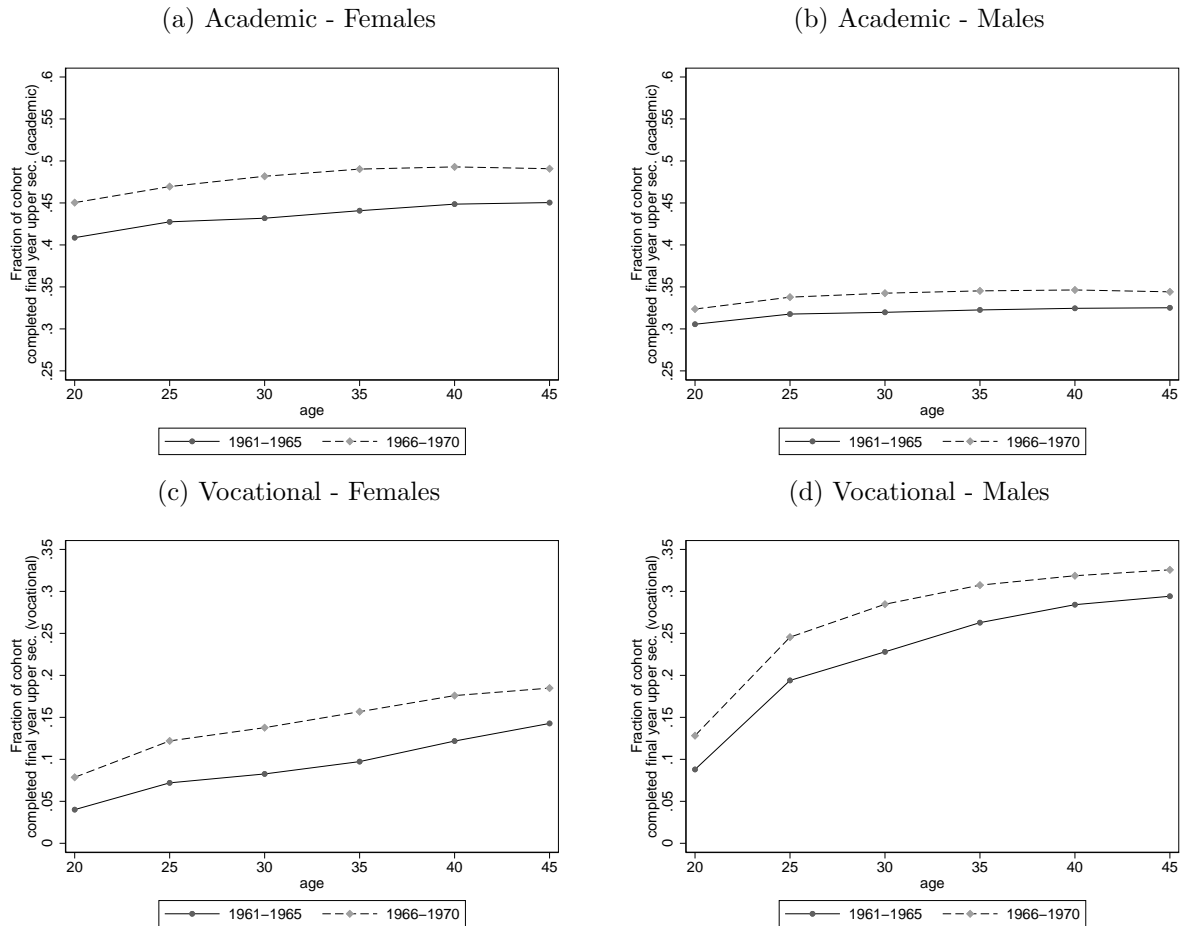 (a) Academic - Females
Fraction of cohort
completed final year upper sec. (academic)
.6
.55
.5
.45
.4
.35
.3
.25
20 25 30 35 40 45
age
1961−1965 1966−1970
(b) Academic - Males
Fraction of cohort
completed final year upper sec. (academic)
.6
.55
.5
.45
.4
.35
.3
.25
20 25 30 35 40 45
age
1961−1965 1966−1970
(c) Vocational - Females
Fraction of cohort
completed final year upper sec. (vocational)
.35
.3
.25
.2
.15
.1
.05
0
20 25 30 35 40 45
age
1961−1965 1966−1970
(d) Vocational - Males
Fraction of cohort
completed final year upper sec. (vocational)
.35
.3
.25
.2
.15
.1
.05
0
20 25 30 35 40 45
age
1961−1965 1966−1970